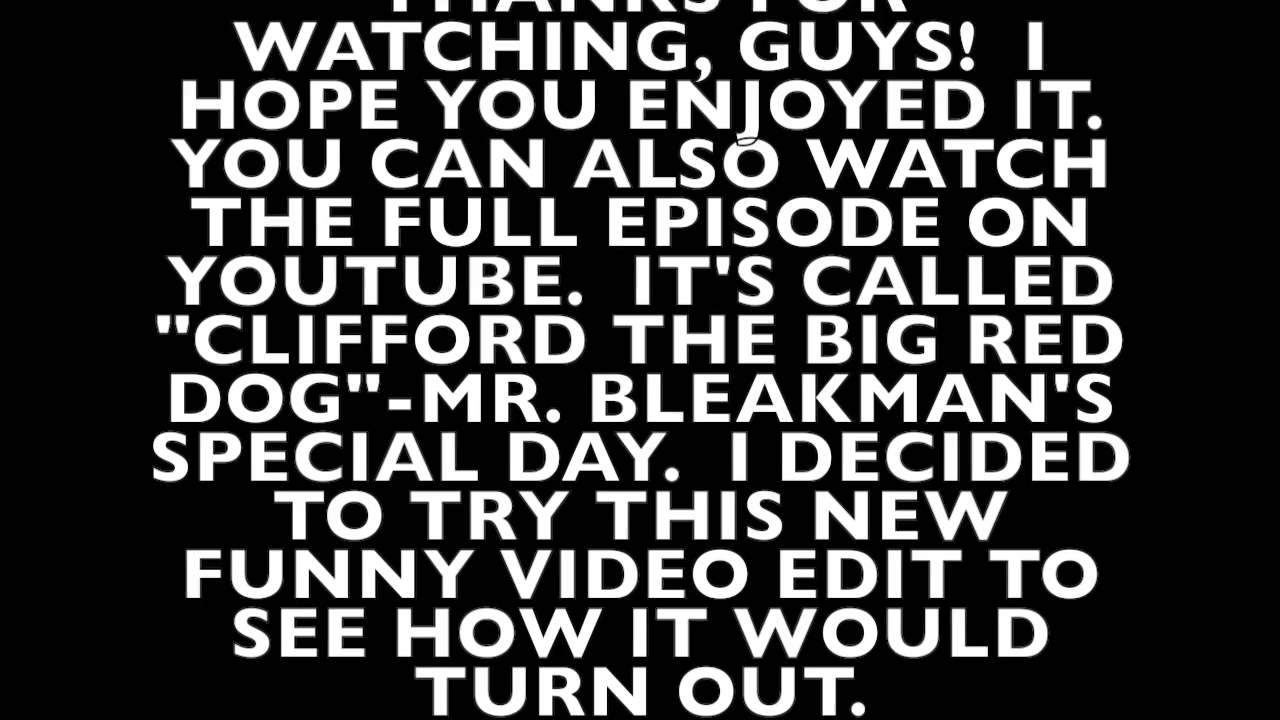 THANKS FOR
WATCHING, GUYS!  I
HOPE YOU ENJOYED IT.
YOU CAN ALSO WATCH
THE FULL EPISODE ON
YOUTUBE.  IT'S CALLED
"CLIFFORD THE BIG RED
DOG"-MR. BLEAKMAN'S
SPECIAL DAY.  I DECIDED
TO TRY THIS NEW
FUNNY VIDEO EDIT TO
SEE HOW IT WOULD
TURN OUT.